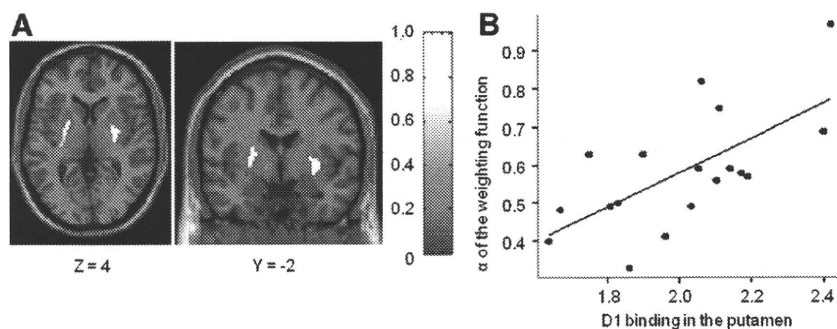 A
1.0
0.8
0.6
0.4
0.2
0
Z = 4
Y = -2
B
α of the weighting function
0.9
0.8
0.7
0.6
0.5
0.4
1.8
2.0
2.2
2.4
D1 binding in the putamen